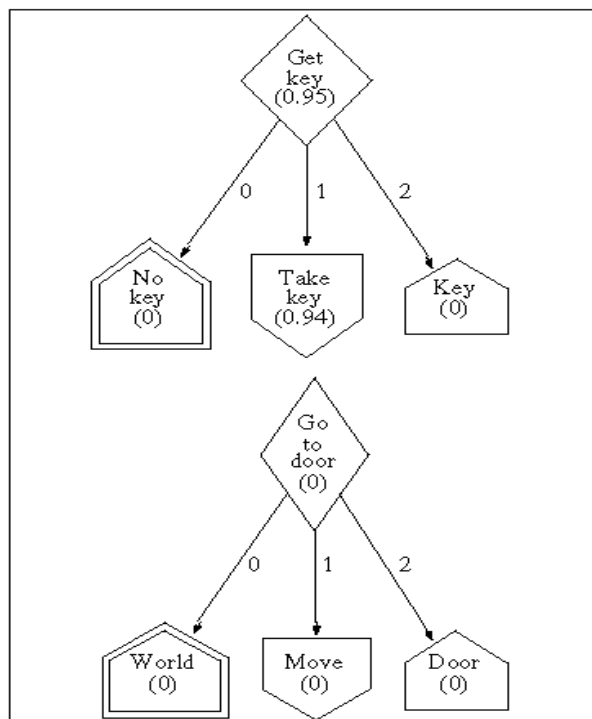 Get
key
(0.95)
0
1
2
No
key
(0)
Take
key
(0.94)
Key
(0)
Go
to
door
(0)
0
1
2
World
(0)
Move
(0)
Door
(0)